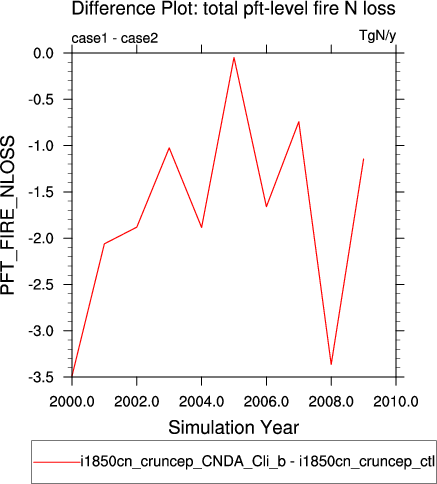 Difference Plot: total pft-level fire N loss
case1 - case2
TgN/y
0.0
-0.5
-1.0
-1.5
-2.0
-2.5
-3.0
-3.5
PFT_FIRE_NLOSS
2000.0 2002.0 2004.0 2006.0 2008.0 2010.0
Simulation Year
i1850cn_cruncep_CNDA_Cli_b - i1850cn_cruncep_ctl